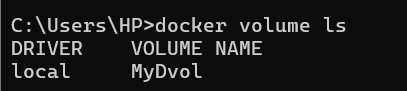 C:\Users\HP>docker volume ls
DRIVER    VOLUME NAME
local     MyDvol